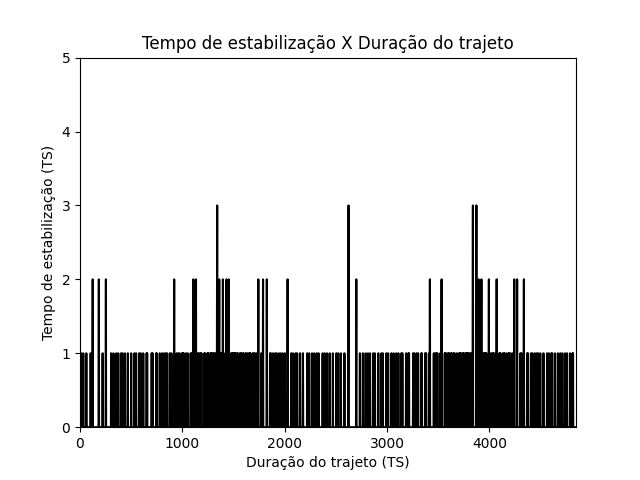 Tempo de estabilização X Duração do trajeto
5
4
3
2
1
0
Tempo de estabilização (TS)
0 1000 2000 3000 4000
Duração do trajeto (TS)